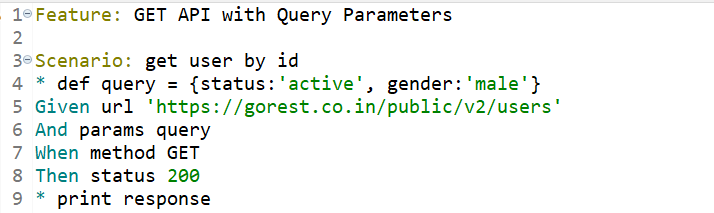 1 Feature: GET API with Query Parameters
2
3 Scenario: get user by id
4 * def query = {status:'active', gender:'male'}
5 Given url 'https://gorest.co.in/public/v2/users'
6 And params query
7 When method GET
8 Then status 200
9 * print response